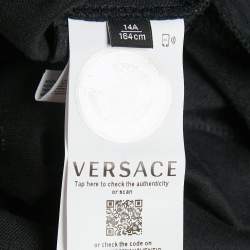 14A
164cm
VERSACE
Tap here to check the authenticity
or scan
or check the code on